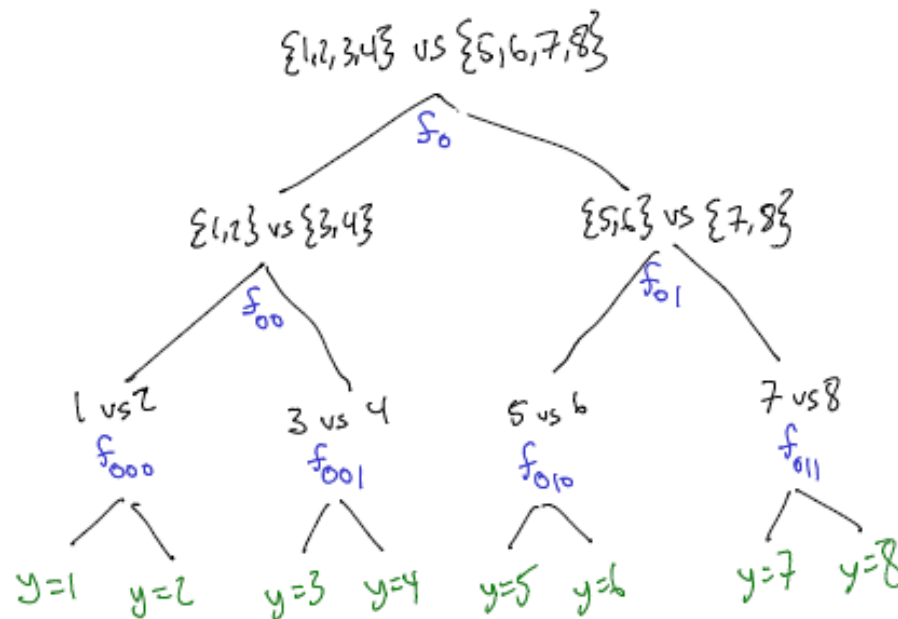 {1,2,3,4} vs {5,6,7,8}
f₀
{1,2} vs {3,4} {5,6} vs {7,8}
f₀₀ f₀₁
1 vs 2 3 vs 4 5 vs 6 7 vs 8
f₀₀₀ f₀₀₁ f₀₁₀ f₀₁₁
y=1 y=2 y=3 y=4 y=5 y=6 y=7 y=8